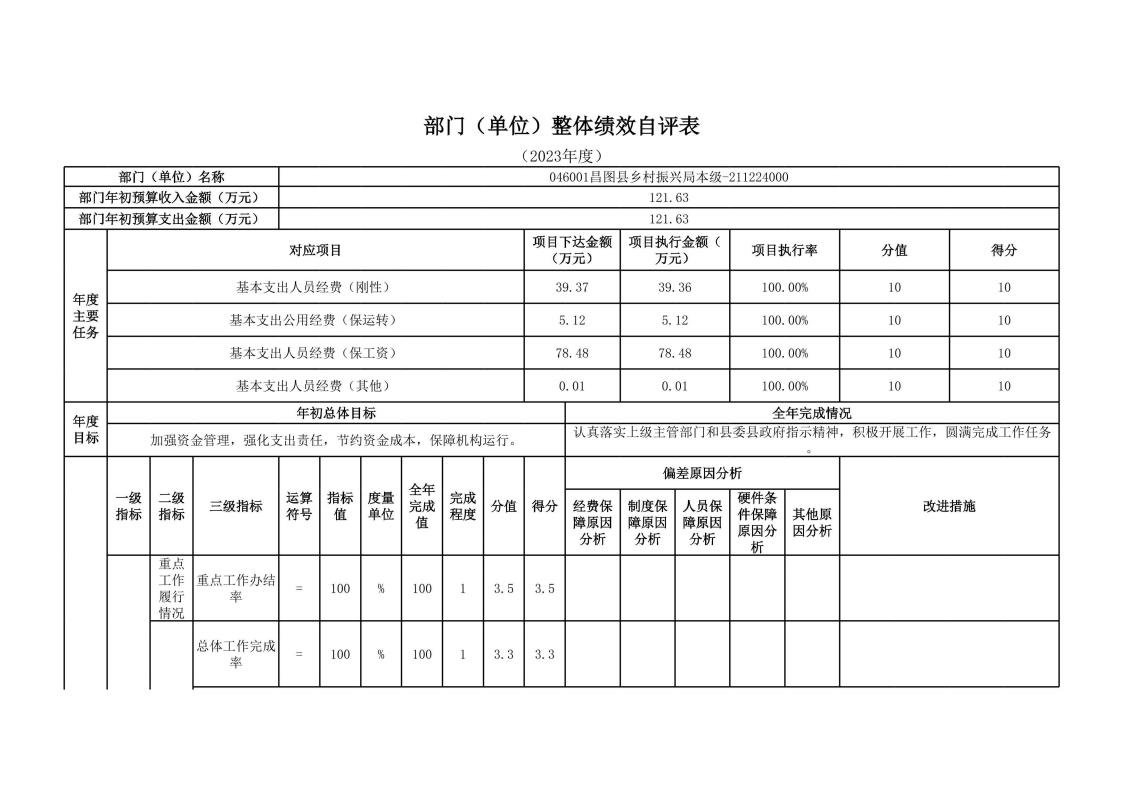 部门（单位）整体绩效自评表
（2023年度）
部门（单位）名称 046001昌图县乡村振兴局本级-211224000
部门年初预算收入金额（万元） 121.63
部门年初预算支出金额（万元） 121.63
年度主要任务 对应项目 项目下达金额（万元） 项目执行金额（万元） 项目执行率 分值 得分
基本支出人员经费（刚性） 39.37 39.36 100.00% 10 10
基本支出公用经费（保运转） 5.12 5.12 100.00% 10 10
基本支出人员经费（保工资） 78.48 78.48 100.00% 10 10
基本支出人员经费（其他） 0.01 0.01 100.00% 10 10
年度目标 年初总体目标 全年完成情况
加强资金管理，强化支出责任，节约资金成本，保障机构运行。 认真落实上级主管部门和县委县政府指示精神，积极开展工作，圆满完成工作任务。
一级指标 二级指标 三级指标 运算符号 指标值 度量单位 全年完成值 完成程度 分值 得分 偏差原因分析 改进措施
经费保障原因分析 制度保障原因分析 人员保障原因分析 硬件条件保障原因分析 其他原因分析
重点工作履行情况 重点工作办结率 = 100 % 100 1 3.5 3.5
总体工作完成率 = 100 % 100 1 3.3 3.3